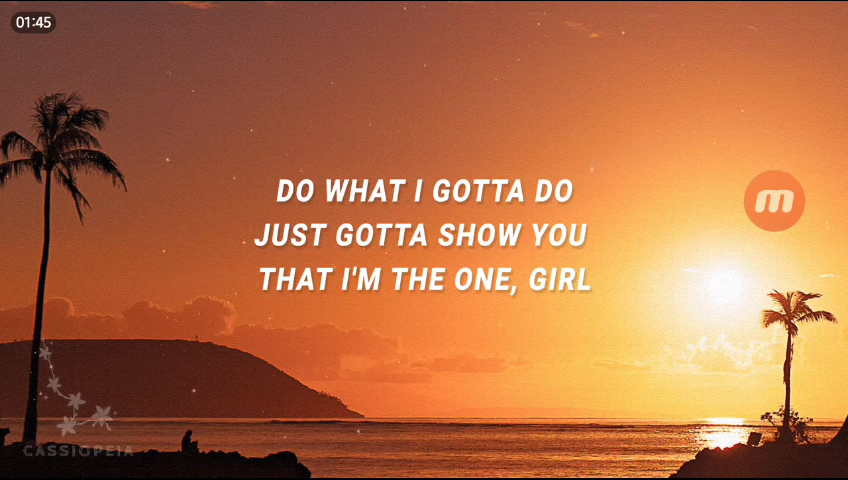 01:45
DO WHAT I GOTTA DO
JUST GOTTA SHOW YOU
THAT I'M THE ONE, GIRL
m
CASSIOPEIA